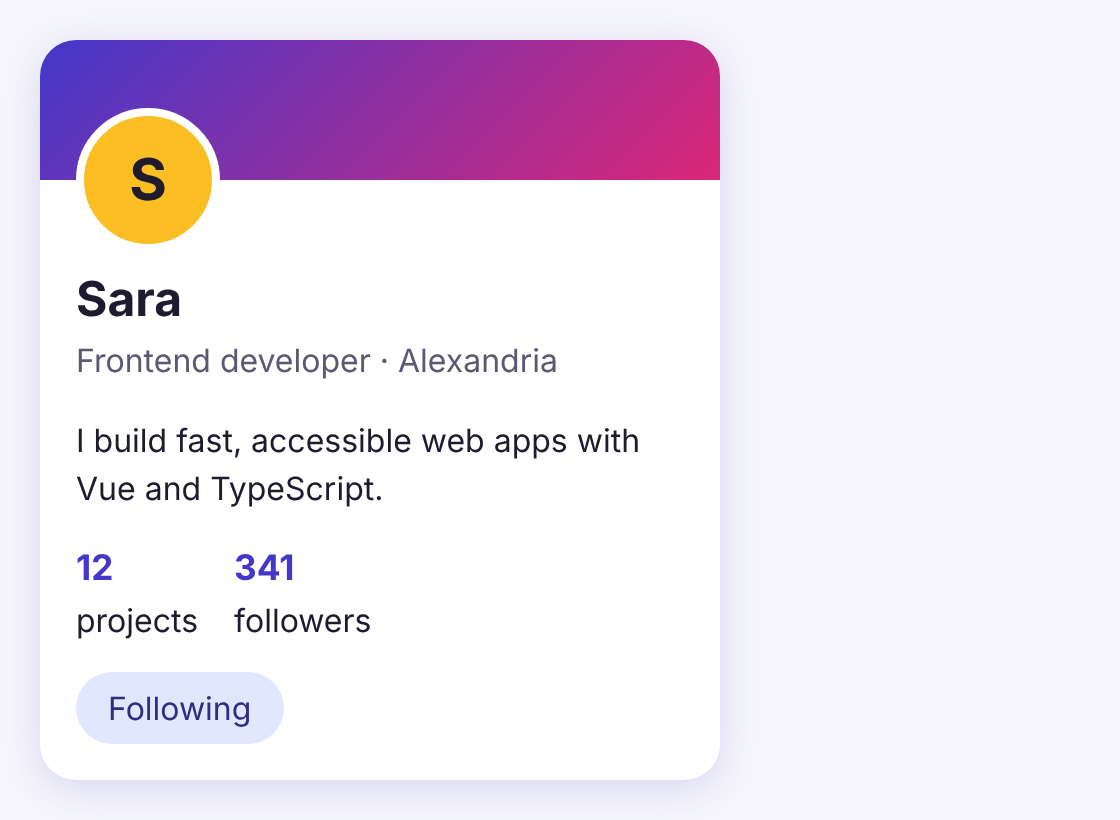 S
Sara
Frontend developer · Alexandria
I build fast, accessible web apps with
Vue and TypeScript.
12 341
projects followers
Following